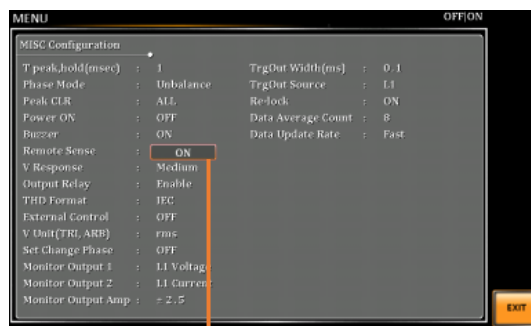 MENU OFF|ON
MISC Configuration
T peak,hold(msec) : 1
Phase Mode : Unbalance
Peak CLR : ALL
Power ON : OFF
Buzzer : ON
Remote Sense : ON
V Response : Medium
Output Relay : Enable
THD Format : IEC
External Control : OFF
V Unit(TRI, ARB) : rms
Set Change Phase : OFF
Monitor Output 1 : L1 Voltage
Monitor Output 2 : L1 Current
Monitor Output Amp : ± 2.5
TrgOut Width(ms) : 0.1
TrgOut Source : L1
Re-lock : ON
Data Average Count : 8
Data Update Rate : Fast
EXIT